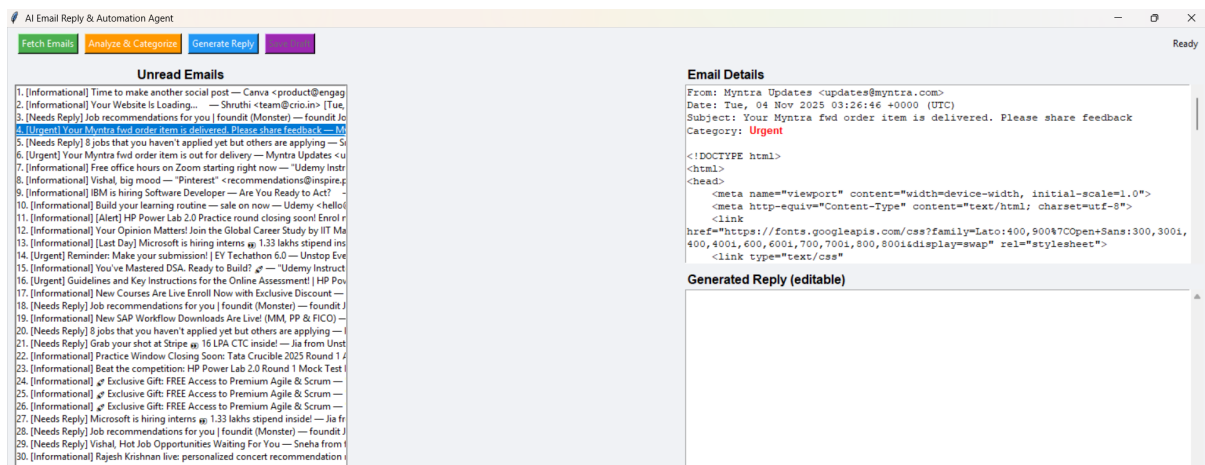 AI Email Reply & Automation Agent
Fetch Emails Analyze & Categorize Generate Reply Save Draft Ready
Unread Emails
1. [Informational] Time to make another social post — Canva <product@engag
2. [Informational] Your Website Is Loading... — Shruthi <team@crio.in> [Tue,
3. [Needs Reply] Job recommendations for you | foundit (Monster) — foundit Jo
4. [Urgent] Your Myntra fwd order item is delivered. Please share feedback — My
5. [Needs Reply] 8 jobs that you haven't applied yet but others are applying — Sn
6. [Urgent] Your Myntra fwd order item is out for delivery — Myntra Updates <u
7. [Informational] Free office hours on Zoom starting right now — "Udemy Instr
8. [Informational] Vishal, big mood — "Pinterest" <recommendations@inspire.p
9. [Informational] IBM is hiring Software Developer — Are You Ready to Act?
10. [Informational] Build your learning routine — sale on now — Udemy <hello@
11. [Informational] [Alert] HP Power Lab 2.0 Practice round closing soon! Enrol r
12. [Informational] Your Opinion Matters! Join the Global Career Study by IIT Ma
13. [Informational] [Last Day] Microsoft is hiring interns 1.33 lakhs stipend ins
14. [Urgent] Reminder: Make your submission! | EY Techathon 6.0 — Unstop Eve
15. [Informational] You've Mastered DSA. Ready to Build? — "Udemy Instruct
16. [Urgent] Guidelines and Key Instructions for the Online Assessment! | HP Pov
17. [Informational] New Courses Are Live Enroll Now with Exclusive Discount —
18. [Needs Reply] Job recommendations for you | foundit (Monster) — foundit J
19. [Informational] New SAP Workflow Downloads Are Live! (MM, PP & FICO) —
20. [Needs Reply] 8 jobs that you haven't applied yet but others are applying —
21. [Needs Reply] Grab your shot at Stripe 16 LPA CTC inside! — Jia from Unst
22. [Informational] Practice Window Closing Soon: Tata Crucible 2025 Round 1 A
23. [Informational] Beat the competition: HP Power Lab 2.0 Round 1 Mock Test
24. [Informational] Exclusive Gift: FREE Access to Premium Agile & Scrum —
25. [Informational] Exclusive Gift: FREE Access to Premium Agile & Scrum —
26. [Informational] Exclusive Gift: FREE Access to Premium Agile & Scrum —
27. [Needs Reply] Microsoft is hiring interns 1.33 lakhs stipend inside! — Jia fr
28. [Needs Reply] Job recommendations for you | foundit (Monster) — foundit J
29. [Needs Reply] Vishal, Hot Job Opportunities Waiting For You — Sneha from
30. [Informational] Rajesh Krishnan live: personalized concert recommendation
Email Details
From: Myntra Updates <updates@myntra.com>
Date: Tue, 04 Nov 2025 03:26:46 +0000 (UTC)
Subject: Your Myntra fwd order item is delivered. Please share feedback
Category: Urgent
<!DOCTYPE html>
<html>
<head>
<meta name="viewport" content="width=device-width, initial-scale=1.0">
<meta http-equiv="Content-Type" content="text/html; charset=utf-8">
<link
href="https://fonts.googleapis.com/css?family=Lato:400,900%7COpen+Sans:300,300i,
400,400i,600,600i,700,700i,800,800i&display=swap" rel="stylesheet">
<link type="text/css"
Generated Reply (editable)